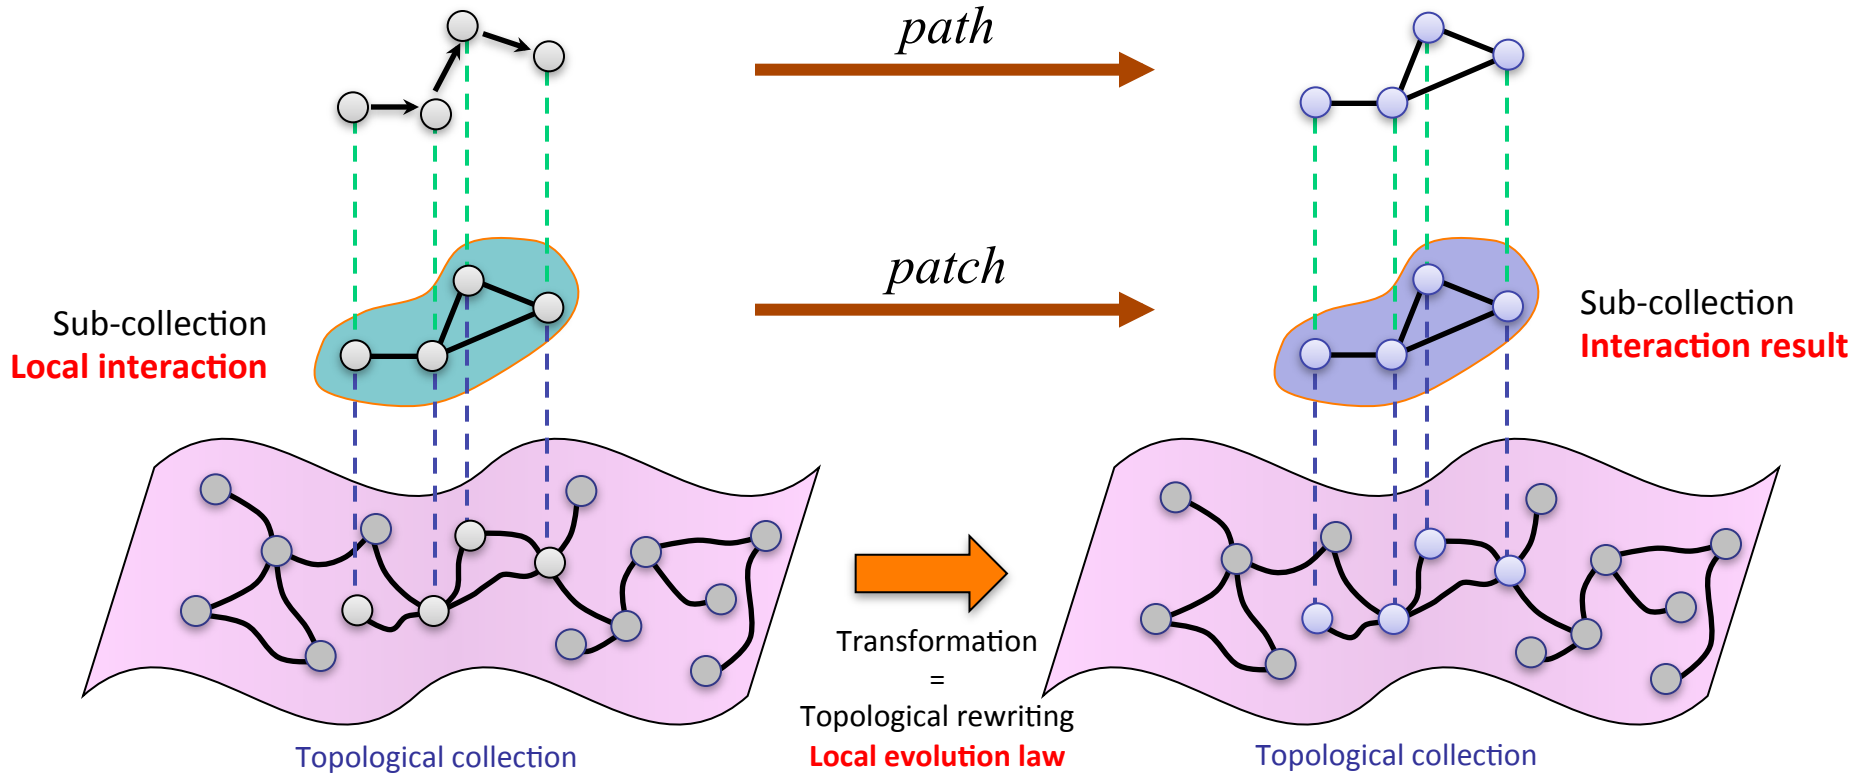 path
patch
Sub-collection
Local interaction
Sub-collection
Interaction result
Transformation
=
Topological rewriting
Local evolution law
Topological collection
Topological collection